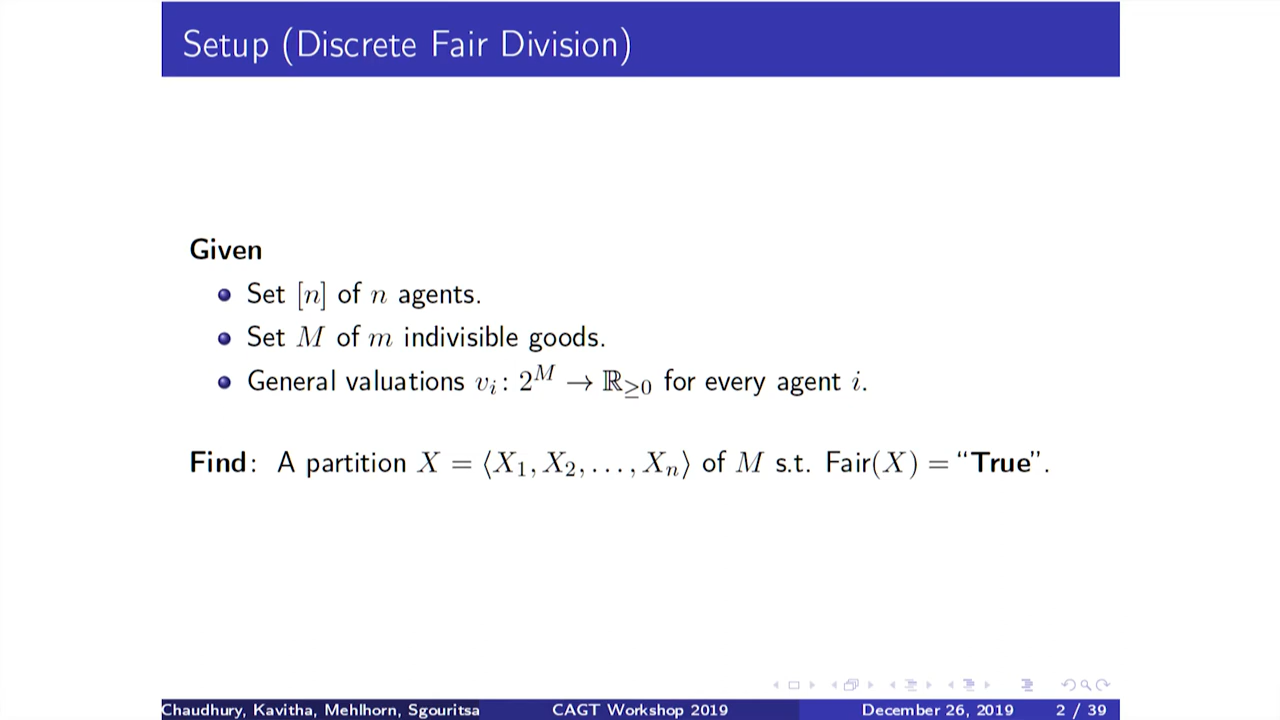 Setup (Discrete Fair Division)
Given
Set [n] of n agents.
Set M of m indivisible goods.
General valuations v_i : 2^M → ℝ_≥0 for every agent i.
Find: A partition X = ⟨X_1, X_2, . . . , X_n⟩ of M s.t. Fair(X) = “True”.
Chaudhury, Kavitha, Mehlhorn, Sgouritsa CAGT Workshop 2019 December 26, 2019 2 / 39